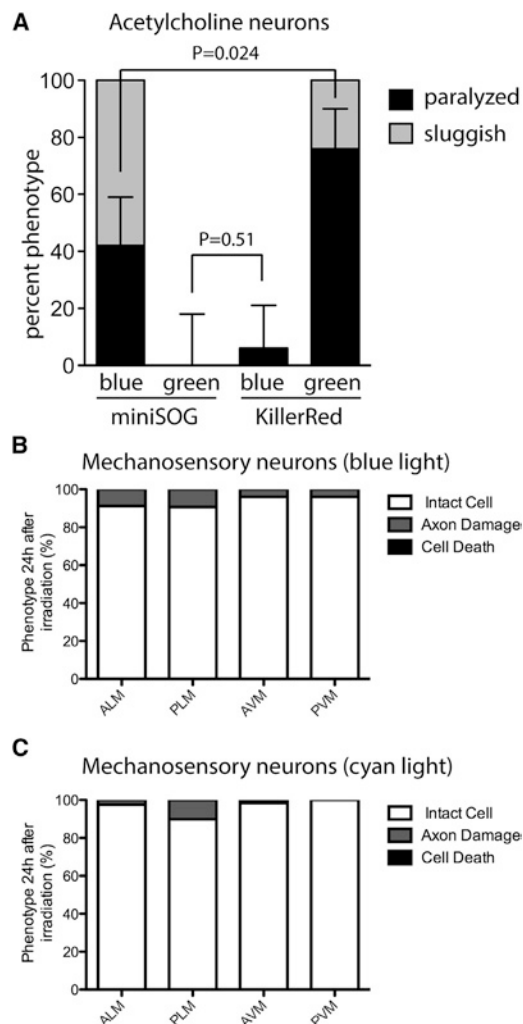 A
Acetylcholine neurons
P=0.024
100
80
60
40
20
0
percent phenotype
paralyzed
sluggish
P=0.51
blue green blue green
miniSOG KillerRed
B
Mechanosensory neurons (blue light)
100
80
60
40
20
0
Phenotype 24h after
irradiation (%)
Intact Cell
Axon Damage
Cell Death
ALM PLM AVM PVM
C
Mechanosensory neurons (cyan light)
100
80
60
40
20
0
Phenotype 24h after
irradiation (%)
Intact Cell
Axon Damage
Cell Death
ALM PLM AVM PVM